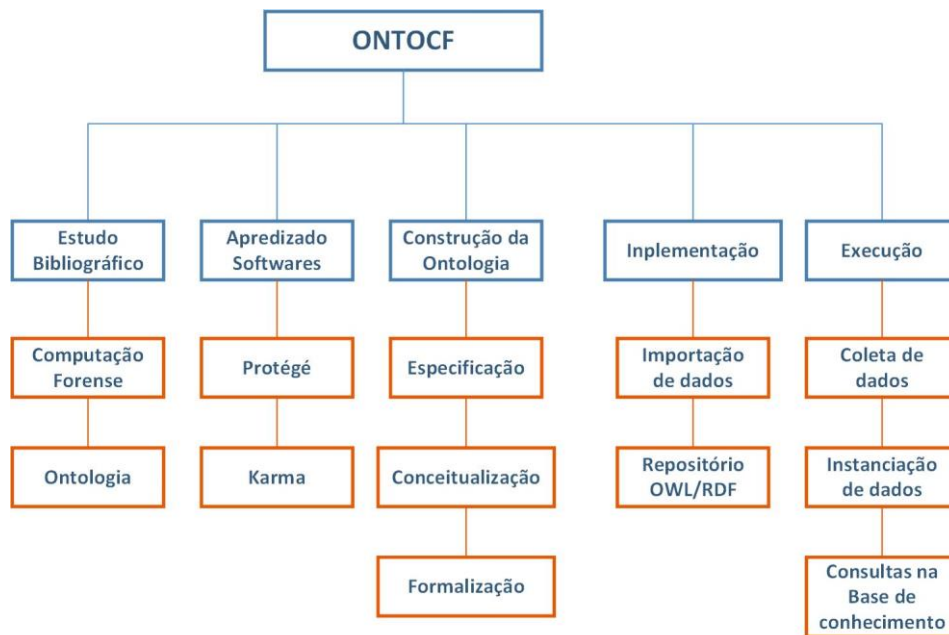 ONTOCF
Estudo
Bibliográfico
Apredizado
Softwares
Construção da
Ontologia
Inplementação
Execução
Computação
Forense
Protégé
Especificação
Importação
de dados
Coleta de
dados
Ontologia
Karma
Conceitualização
Repositório
OWL/RDF
Instanciação
de dados
Formalização
Consultas na
Base de
conhecimento